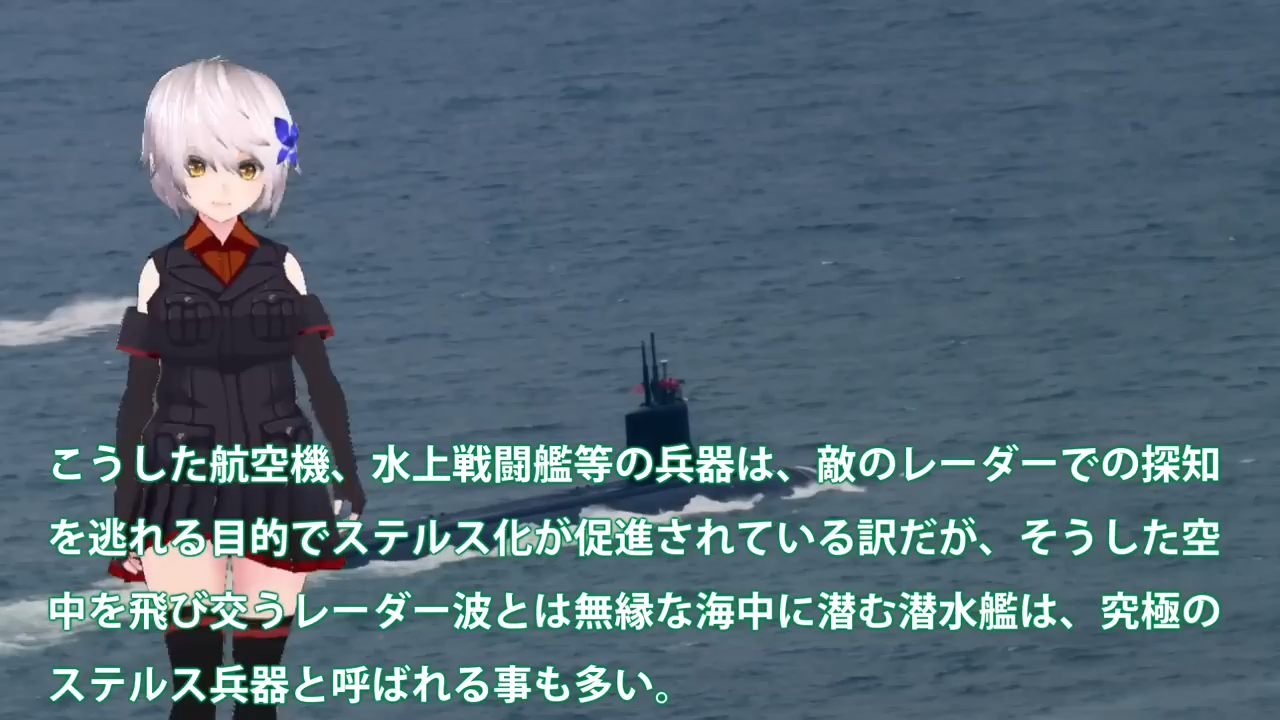 こうした航空機、水上戦闘艦等の兵器は、敵のレーダーでの探知
を逃れる目的でステルス化が促進されている訳だが、そうした空
中を飛び交うレーダー波とは無縁な海中に潜む潜水艦は、究極の
ステルス兵器と呼ばれる事も多い。